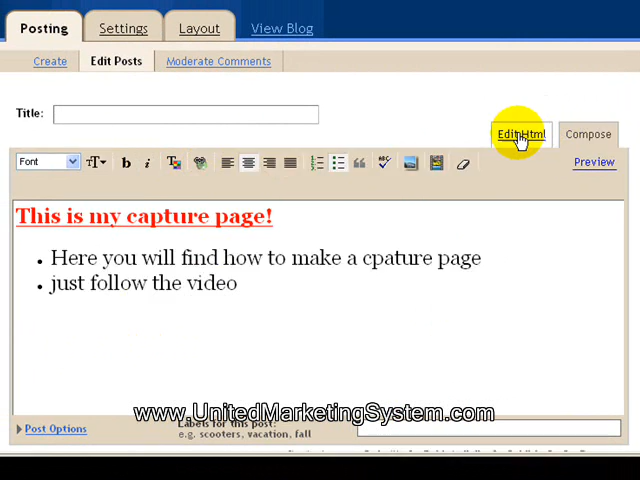 Posting Settings Layout View Blog
Create Edit Posts Moderate Comments
Title:
Edit Html Compose
Font T b i T ABC Preview
This is my capture page!
Here you will find how to make a cpature page
just follow the video
www.UnitedMarketingSystem.com
Post Options Labels for this post:
e.g. scooters, vacation, fall